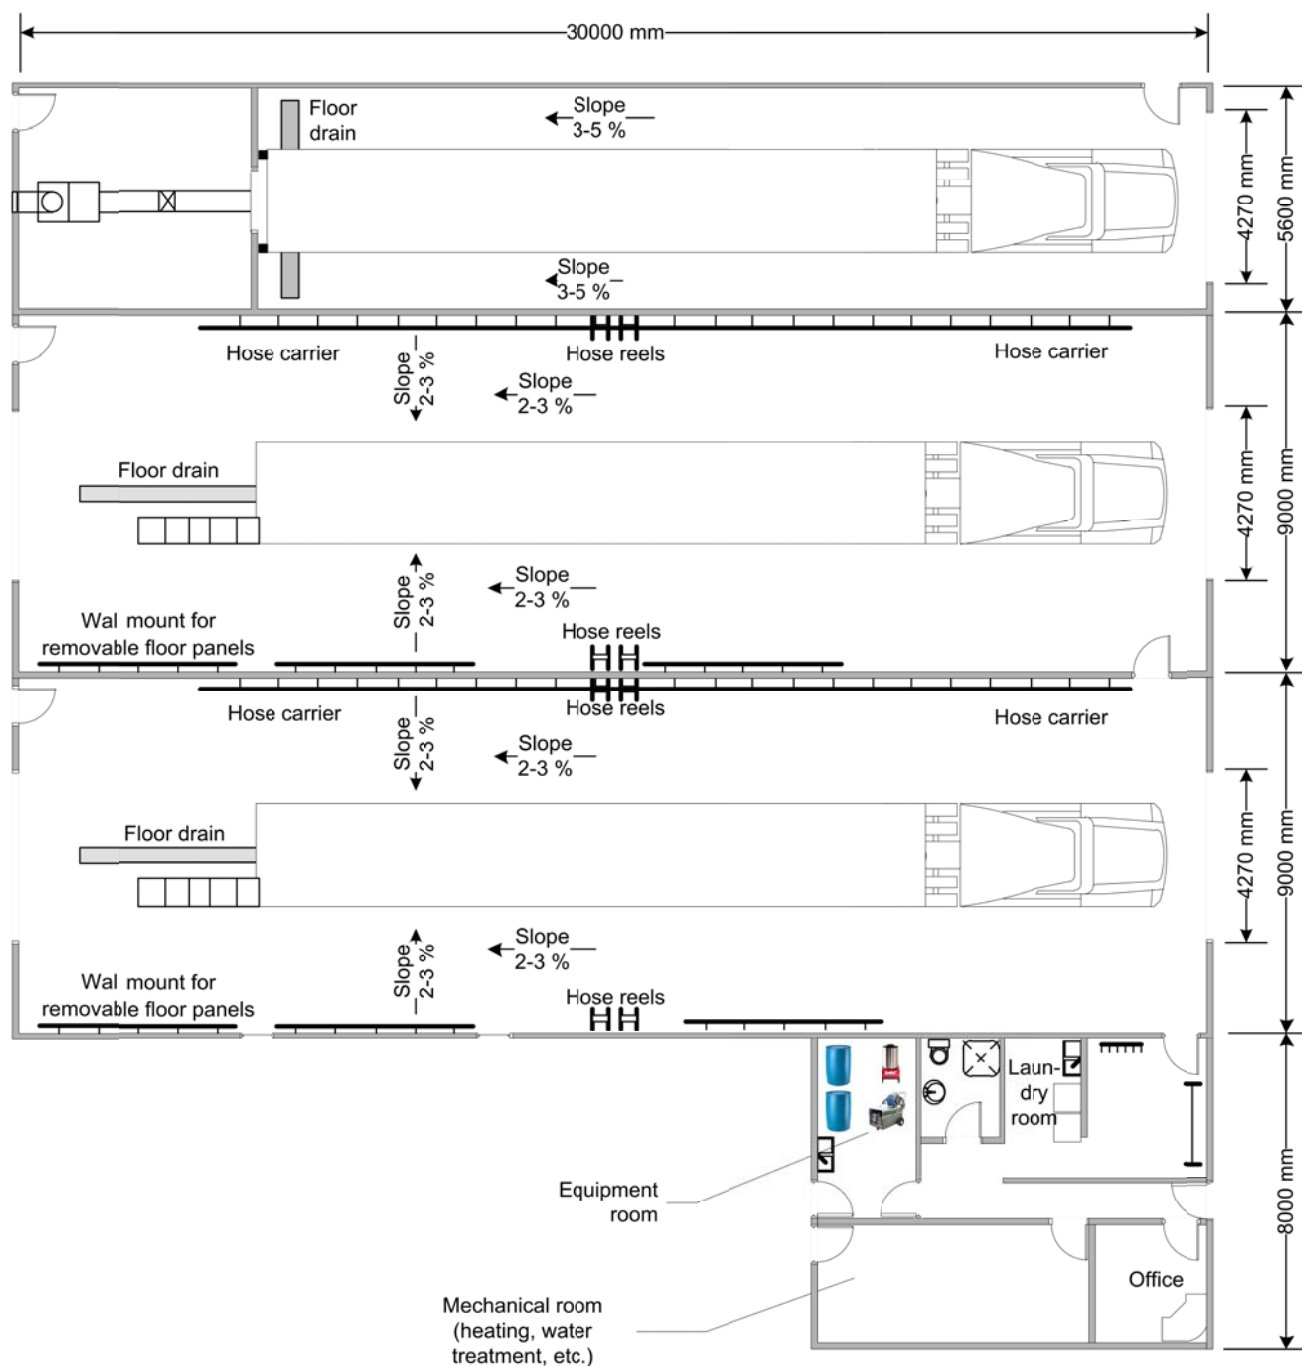 30000 mm
Floor
drain
Slope
3-5 %
4270 mm
5600 mm
Slope
3-5 %
Hose carrier
Hose reels
Hose carrier
Slope
2-3 %
Slope
2-3 %
Floor drain
4270 mm
9000 mm
Slope
2-3 %
Slope
2-3 %
Wal mount for
removable floor panels
Hose reels
Hose carrier
Hose reels
Hose carrier
Slope
2-3 %
Slope
2-3 %
Floor drain
4270 mm
9000 mm
Slope
2-3 %
Slope
2-3 %
Wal mount for
removable floor panels
Hose reels
Laun-
dry
room
Equipment
room
8000 mm
Office
Mechanical room
(heating, water
treatment, etc.)